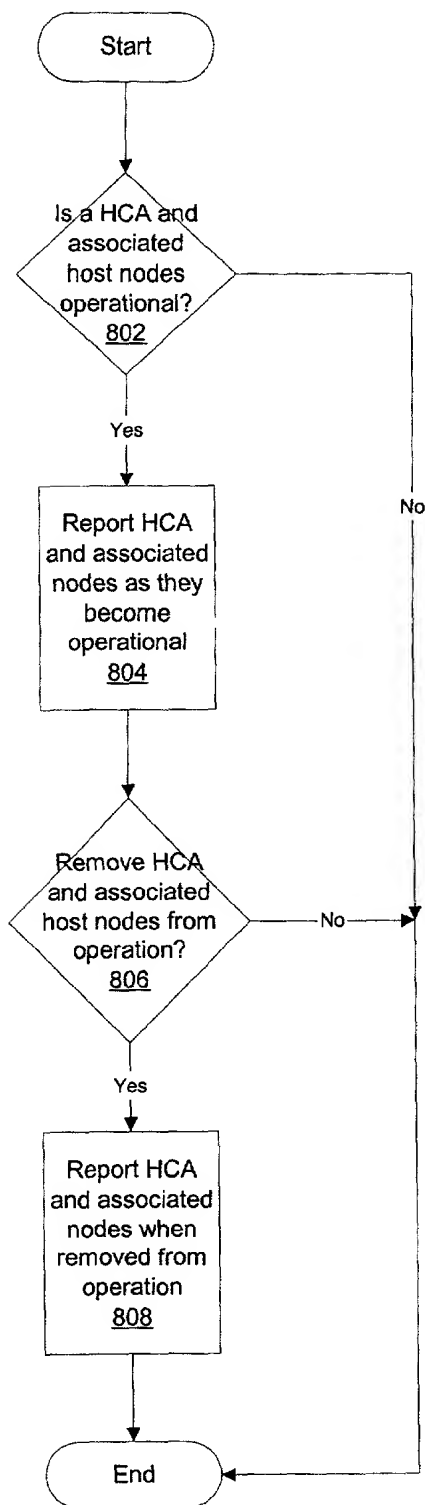 Start
Is a HCA and
associated
host nodes
operational?
802
Yes
No
Report HCA
and associated
nodes as they
become
operational
804
Remove HCA
and associated
host nodes from
operation?
806
No
Yes
Report HCA
and associated
nodes when
removed from
operation
808
End